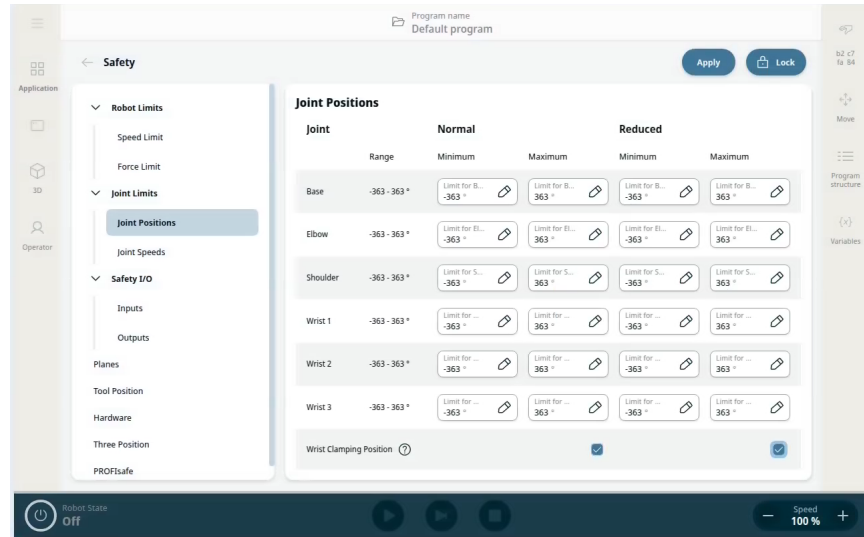 Program name
Default program
Safety
Apply
Lock
b2 c7
fa 84
Application
3D
Operator
Move
Program
structure
{x}
Variables
Robot Limits
Speed Limit
Force Limit
Joint Limits
Joint Positions
Joint Speeds
Safety I/O
Inputs
Outputs
Planes
Tool Position
Hardware
Three Position
PROFIsafe
Joint Positions
Joint Normal Reduced
Range Minimum Maximum Minimum Maximum
Limit for B... Limit for B... Limit for B... Limit for B...
Base -363 - 363 ° -363 ° 363 ° -363 ° 363 °
Limit for El... Limit for El... Limit for El... Limit for El...
Elbow -363 - 363 ° -363 ° 363 ° -363 ° 363 °
Limit for S... Limit for S... Limit for S... Limit for S...
Shoulder -363 - 363 ° -363 ° 363 ° -363 ° 363 °
Limit for ... Limit for ... Limit for ... Limit for ...
Wrist 1 -363 - 363 ° -363 ° 363 ° -363 ° 363 °
Limit for ... Limit for ... Limit for ... Limit for ...
Wrist 2 -363 - 363 ° -363 ° 363 ° -363 ° 363 °
Limit for ... Limit for ... Limit for ... Limit for ...
Wrist 3 -363 - 363 ° -363 ° 363 ° -363 ° 363 °
Wrist Clamping Position ?
Robot State
Off
Speed
100 %